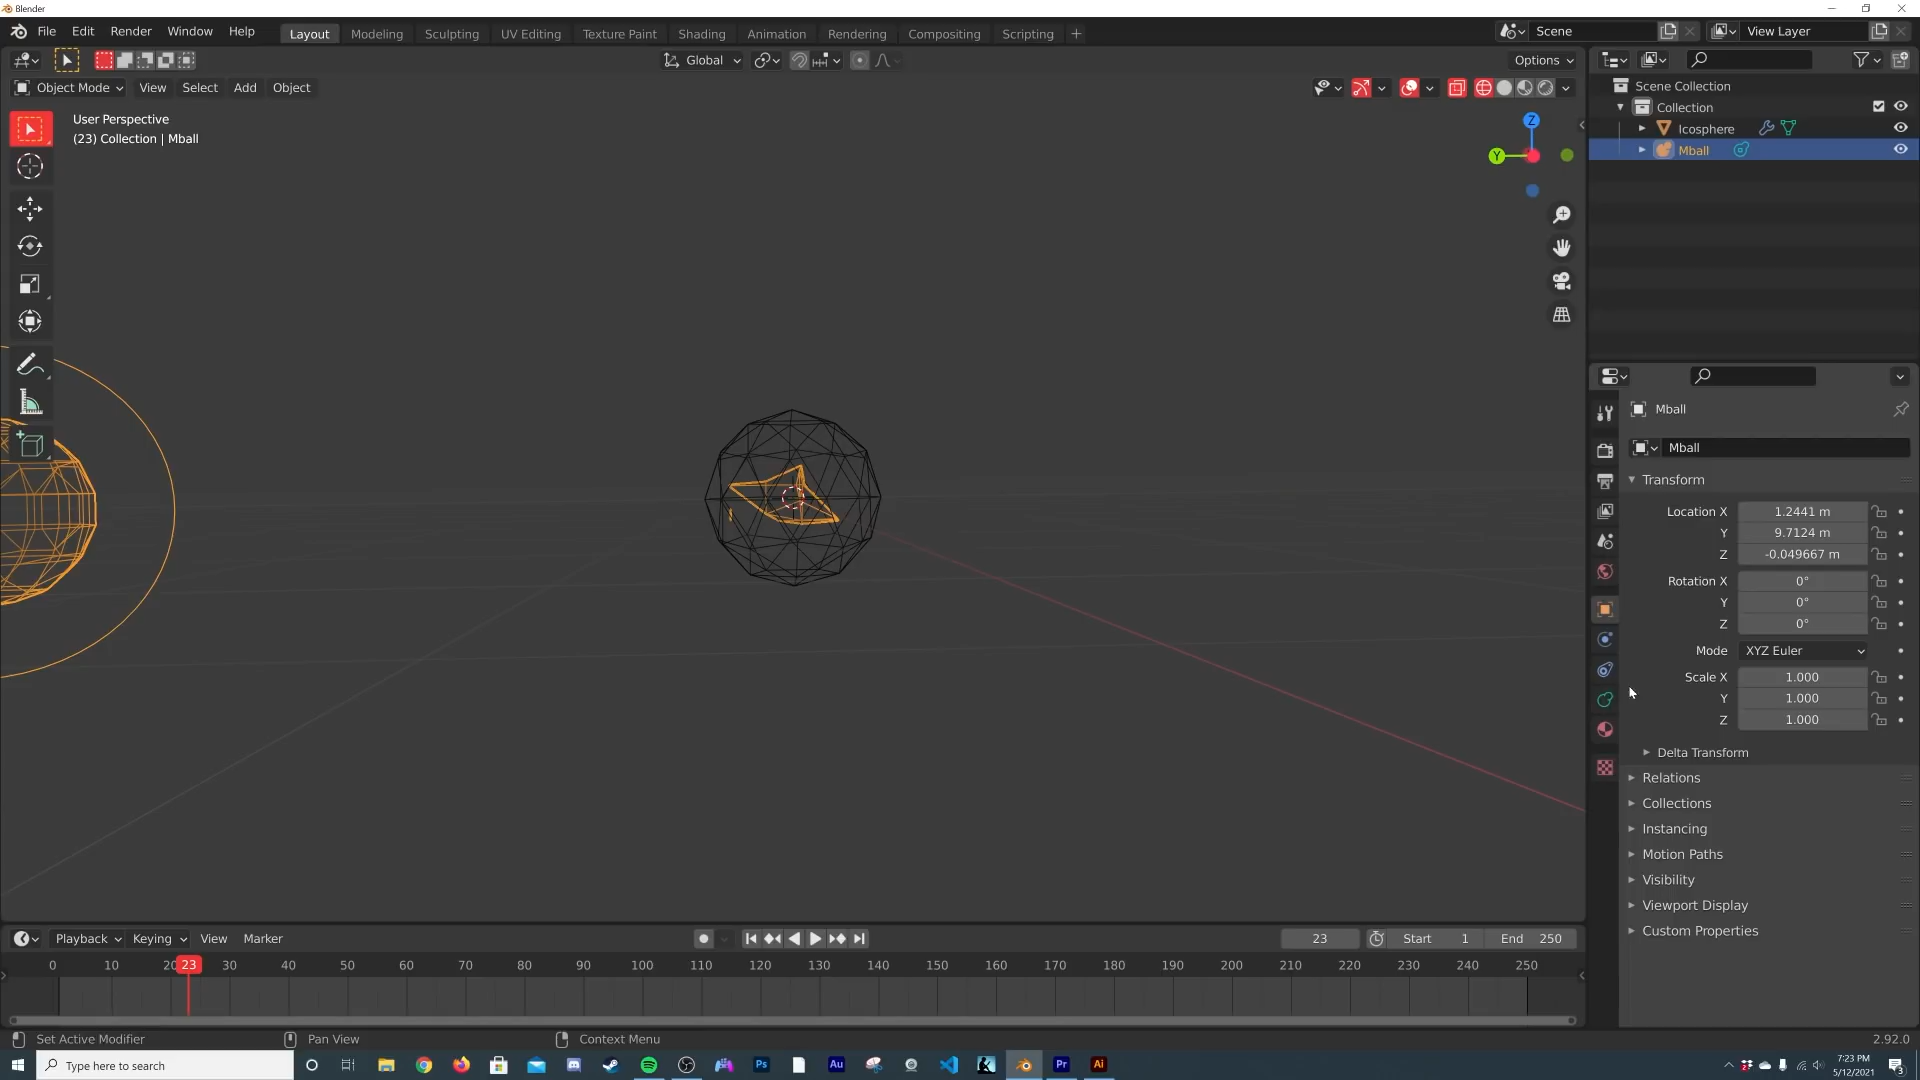 Blender
File Edit Render Window Help
Layout Modeling Sculpting UV Editing Texture Paint Shading Animation Rendering Compositing Scripting +
Scene
View Layer
Global
Options
Object Mode View Select Add Object
User Perspective
(23) Collection | Mball
Z
Y
Scene Collection
Collection
Icosphere
Mball
Mball
Mball
Transform
Location X 1.2441 m
Y 9.7124 m
Z -0.049667 m
Rotation X 0°
Y 0°
Z 0°
Mode XYZ Euler
Scale X 1.000
Y 1.000
Z 1.000
Delta Transform
Relations
Collections
Instancing
Motion Paths
Visibility
Viewport Display
Custom Properties
Playback Keying View Marker
23
Start 1
End 250
0 10 20 23 30 40 50 60 70 80 90 100 110 120 130 140 150 160 170 180 190 200 210 220 230 240 250
Set Active Modifier
Pan View
Context Menu
2.92.0
Type here to search
Ps
Au
Pr
Ai
7:23 PM
5/12/2021
3